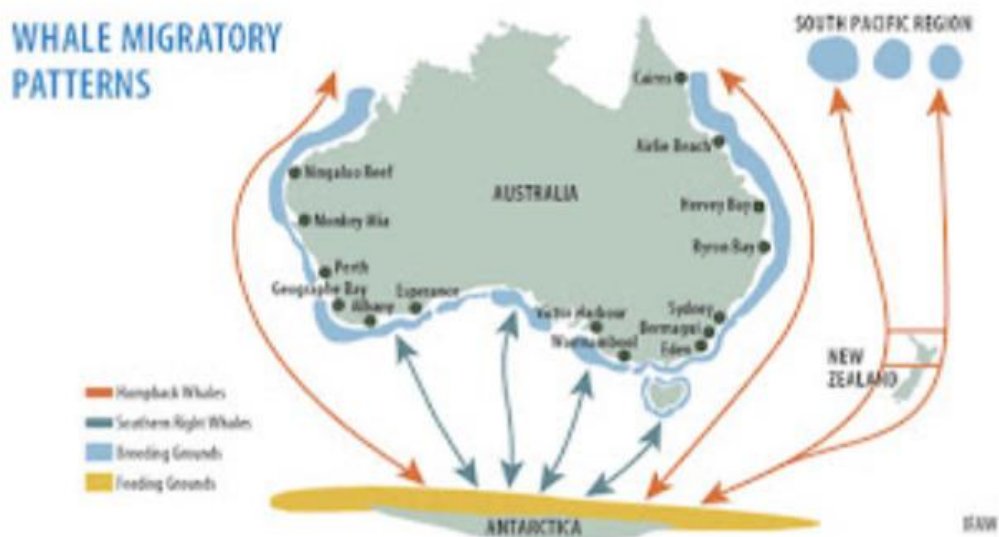 WHALE MIGRATORY
PATTERNS
SOUTH PACIFIC REGION
Cairns
Airlie Beach
Ningaloo Reef
AUSTRALIA
Hervey Bay
Monkey Mia
Byron Bay
Perth
Geographe Bay
Esperance
Albany
Victor Harbour
Sydney
Bermagui
Warrnambool
Eden
NEW
ZEALAND
Humpback Whales
Southern Right Whales
Breeding Grounds
Feeding Grounds
ANTARCTICA
IFAW